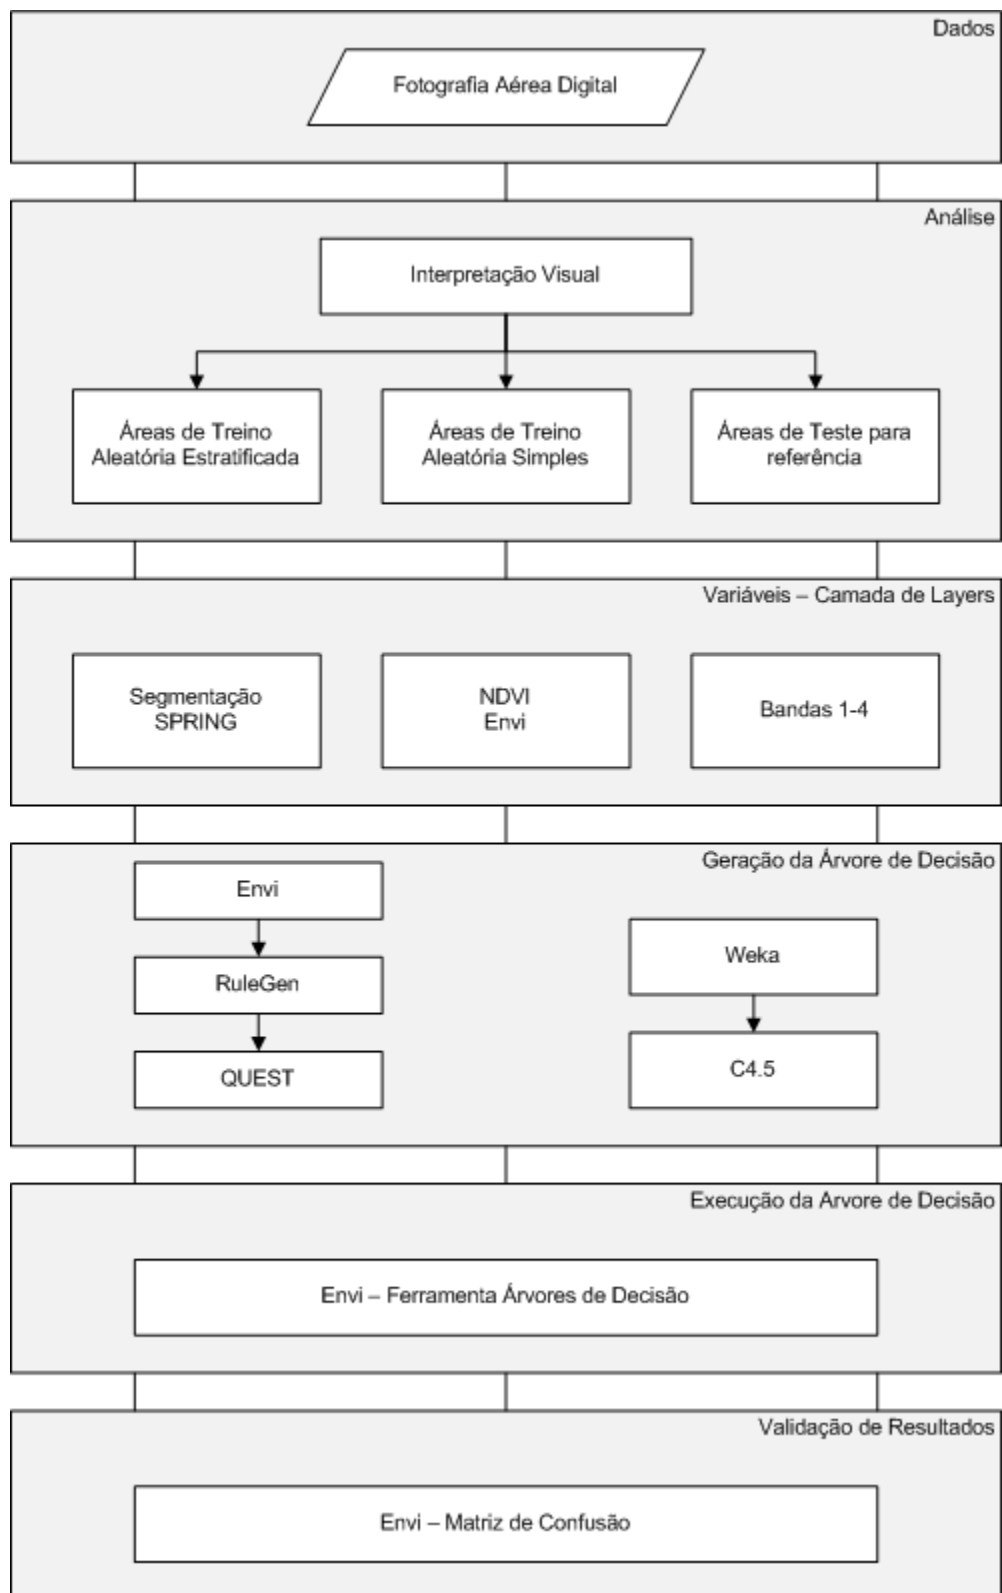 Dados
Fotografia Aérea Digital
Análise
Interpretação Visual
Áreas de Treino
Aleatória Estratificada
Áreas de Treino
Aleatória Simples
Áreas de Teste para
referência
Variáveis – Camada de Layers
Segmentação
SPRING
NDVI
Envi
Bandas 1-4
Geração da Árvore de Decisão
Envi
RuleGen
QUEST
Weka
C4.5
Execução da Arvore de Decisão
Envi – Ferramenta Árvores de Decisão
Validação de Resultados
Envi – Matriz de Confusão